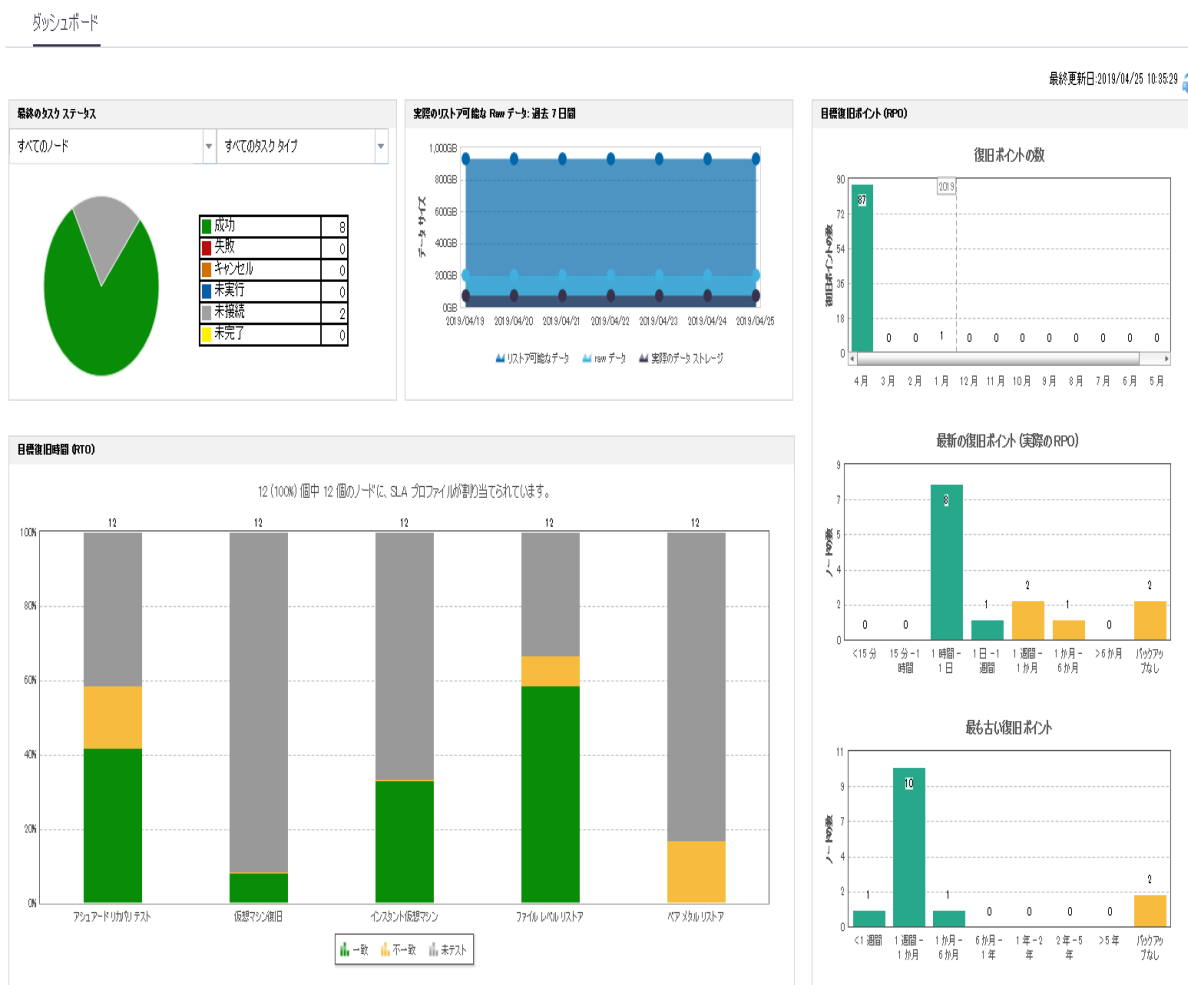 ダッシュボード
最終更新日:2019/04/25 10:35:29
最終のタスク ステータス
すべてのノード
すべてのタスク タイプ
成功 8
失敗 0
キャンセル 0
未実行 0
未接続 2
未完了 0
実際のリストア可能な Raw データ: 過去 7 日間
データ サイズ
1,000GB
800GB
600GB
400GB
200GB
0GB
2019/04/19 2019/04/20 2019/04/21 2019/04/22 2019/04/23 2019/04/24 2019/04/25
リストア可能なデータ raw データ 実際のデータ ストレージ
目標復旧ポイント (RPO)
復旧ポイントの数
復旧ポイントの数
90
72
54
36
18
0
2019
87 0 0 1 0 0 0 0 0 0 0 0
4月 3月 2月 1月 12月 11月 10月 9月 8月 7月 6月 5月
最新の復旧ポイント (実際の RPO)
ノードの数
9
7
5
4
2
0
0 0 8 1 2 1 0 2
<15 分
15 分 - 1 時間
1 時間 - 1 日
1 日 - 1 週間
1 週間 - 1 か月
1 か月 - 6 か月
>6 か月
バックアップなし
最も古い復旧ポイント
ノードの数
11
9
7
4
2
0
1 10 1 0 0 0 0 2
<1 週間
1 週間 - 1 か月
1 か月 - 6 か月
6 か月 - 1 年
1 年 - 2 年
2 年 - 5 年
>5 年
バックアップなし
目標復旧時間 (RTO)
12 (100%) 個中 12 個のノードに、SLA プロファイルが割り当てられています。
100%
80%
60%
40%
20%
0%
12 12 12 12 12
アシュアード リカバリ テスト
仮想マシン復旧
インスタント仮想マシン
ファイル レベル リストア
ベア メタル リストア
一致 不一致 未テスト